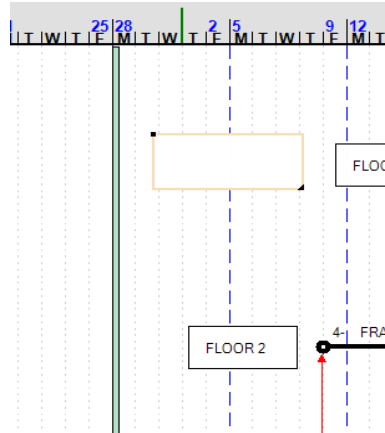 25 28 2 5 9 12
T W T F M T W T F M T W T F M T
FLOO
4- FRA
FLOOR 2